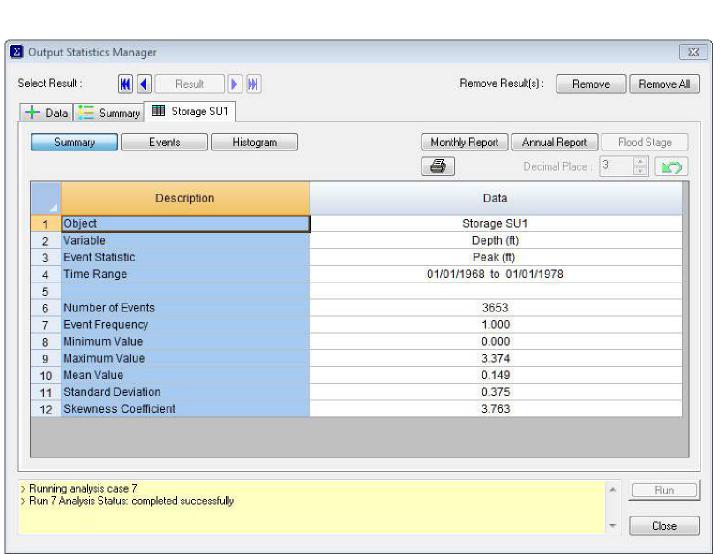 Output Statistics Manager
Select Result : Result Remove Result(s) : Remove Remove All
Data Summary Storage SU1
Summary Events Histogram Monthly Report Annual Report Flood Stage
Decimal Place : 3
Description Data
1 Object Storage SU1
2 Variable Depth (ft)
3 Event Statistic Peak (ft)
4 Time Range 01/01/1968 to 01/01/1978
5
6 Number of Events 3653
7 Event Frequency 1.000
8 Minimum Value 0.000
9 Maximum Value 3.374
10 Mean Value 0.149
11 Standard Deviation 0.375
12 Skewness Coefficient 3.763
> Running analysis case 7
> Run 7 Analysis Status: completed successfully
Run
Close